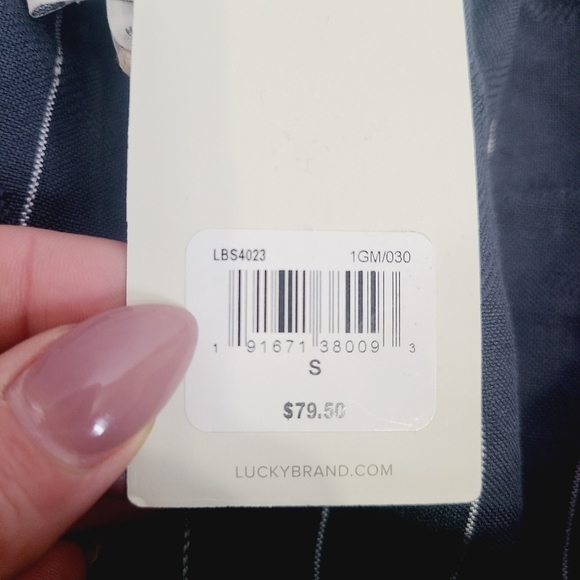 LBS4023 1GM/030
1 91671 38009 3
S
$79.50
LUCKYBRAND.COM